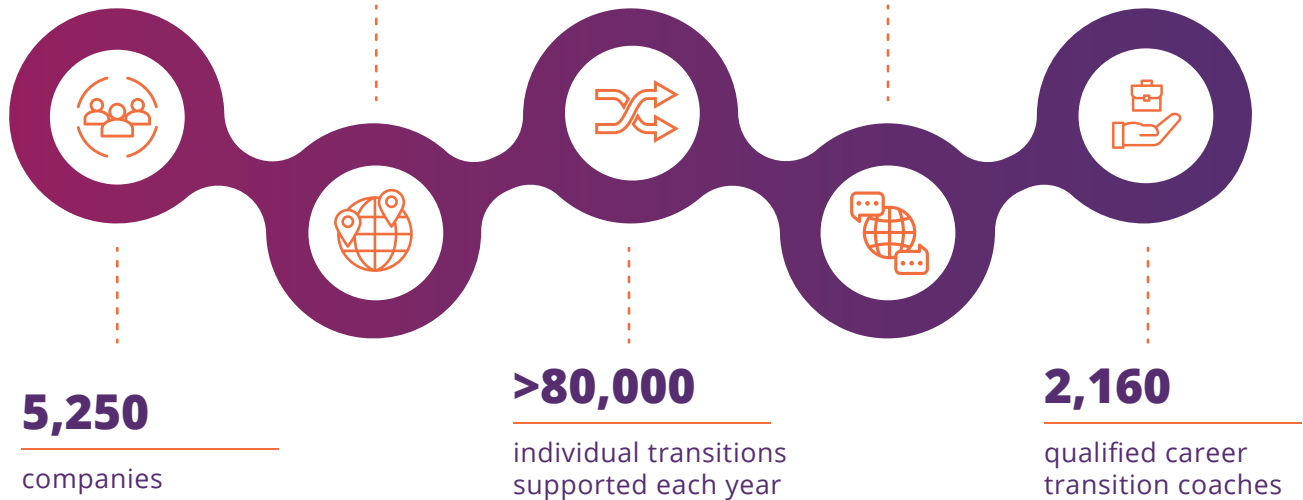 5,250
companies
>80,000
individual transitions
supported each year
2,160
qualified career
transition coaches